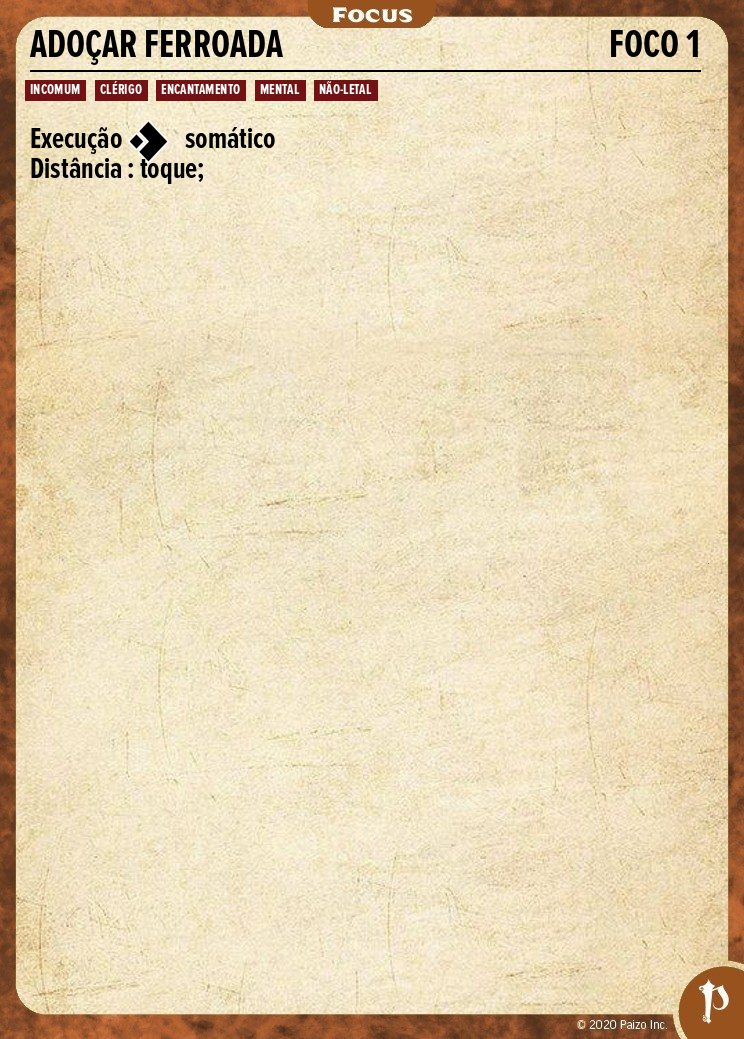 Focus
ADOÇAR FERROADA FOCO 1
INCOMUM CLÉRIGO ENCANTAMENTO MENTAL NÃO-LETAL
Execução somático
Distância : toque;
© 2020 Paizo Inc.